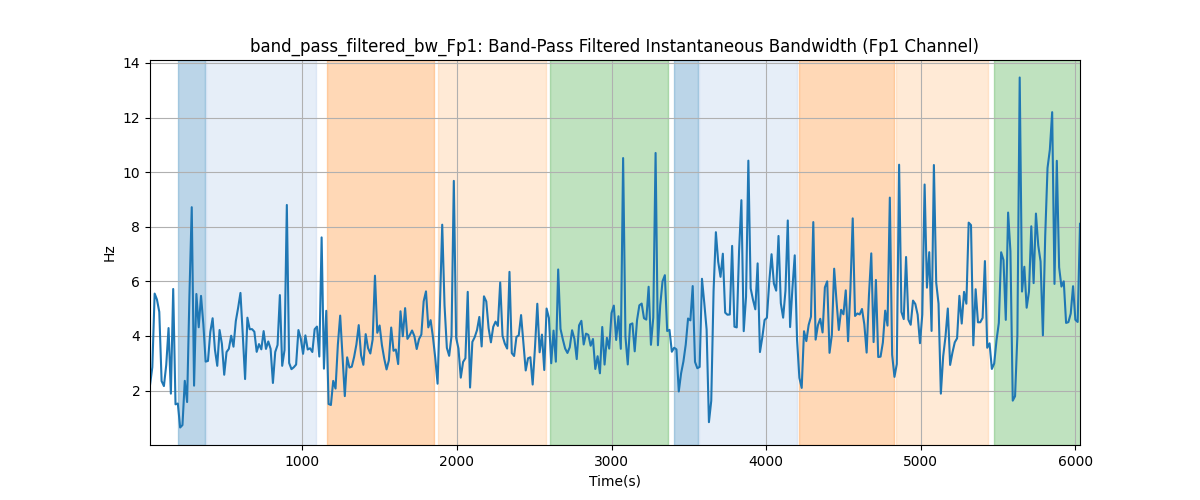 band_pass_filtered_bw_Fp1: Band-Pass Filtered Instantaneous Bandwidth (Fp1 Channel)
14
12
10
8
6
4
2
Hz
1000 2000 3000 4000 5000 6000
Time(s)